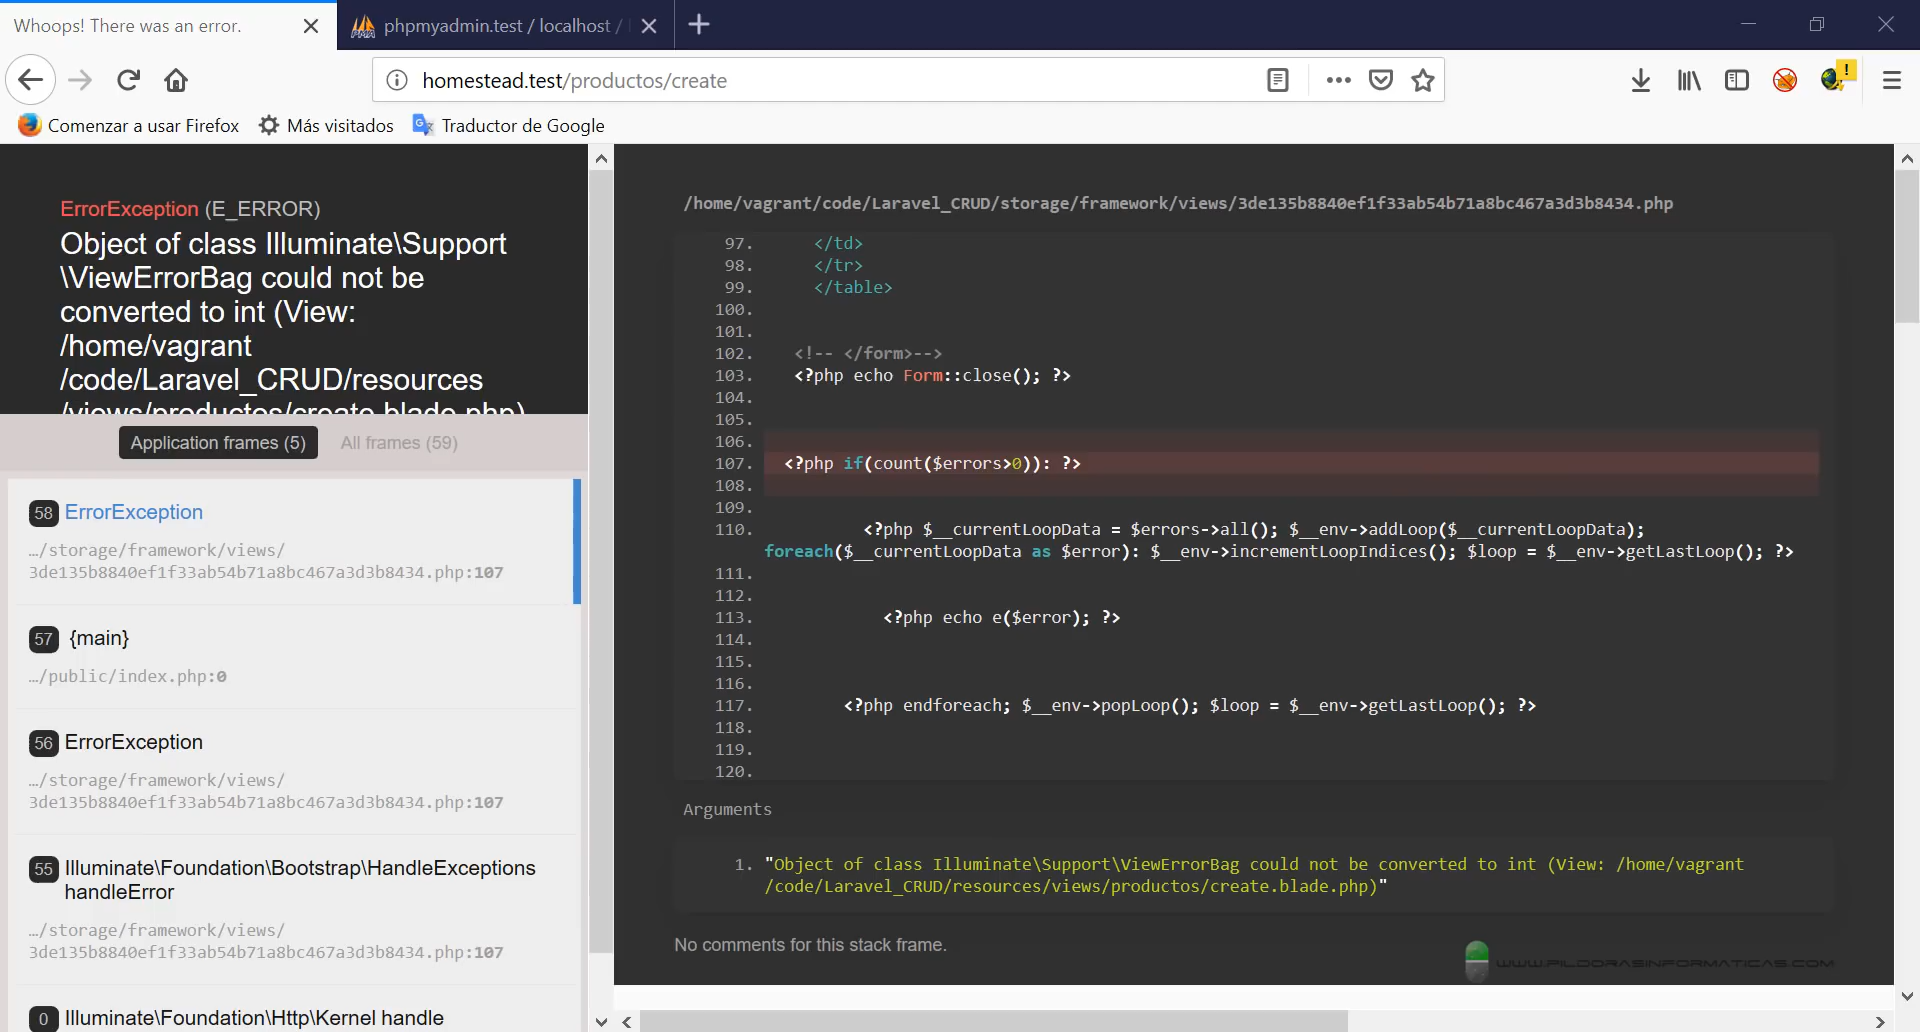 Whoops! There was an error.
phpmyadmin.test / localhost /
homestead.test/productos/create
Comenzar a usar Firefox
Más visitados
Traductor de Google
ErrorException (E_ERROR)
Object of class Illuminate\Support
\ViewErrorBag could not be
converted to int (View:
/home/vagrant
/code/Laravel_CRUD/resources
/views/productos/create.blade.php)
Application frames (5)
All frames (59)
58 ErrorException
…/storage/framework/views/
3de135b8840ef1f33ab54b71a8bc467a3d3b8434.php:107
57 {main}
…/public/index.php:0
56 ErrorException
…/storage/framework/views/
3de135b8840ef1f33ab54b71a8bc467a3d3b8434.php:107
55 Illuminate\Foundation\Bootstrap\HandleExceptions
handleError
…/storage/framework/views/
3de135b8840ef1f33ab54b71a8bc467a3d3b8434.php:107
0 Illuminate\Foundation\Http\Kernel handle
/home/vagrant/code/Laravel_CRUD/storage/framework/views/3de135b8840ef1f33ab54b71a8bc467a3d3b8434.php
97. </td>
98. </tr>
99. </table>
100.
101.
102. <!-- </form>-->
103. <?php echo Form::close(); ?>
104.
105.
106.
107. <?php if(count($errors>0)): ?>
108.
109.
110. <?php $__currentLoopData = $errors->all(); $__env->addLoop($__currentLoopData);
foreach($__currentLoopData as $error): $__env->incrementLoopIndices(); $loop = $__env->getLastLoop(); ?>
111.
112.
113. <?php echo e($error); ?>
114.
115.
116.
117. <?php endforeach; $__env->popLoop(); $loop = $__env->getLastLoop(); ?>
118.
119.
120.
Arguments
1. "Object of class Illuminate\Support\ViewErrorBag could not be converted to int (View: /home/vagrant
/code/Laravel_CRUD/resources/views/productos/create.blade.php)"
No comments for this stack frame.
WWW.PILDORASINFORMATICAS.COM